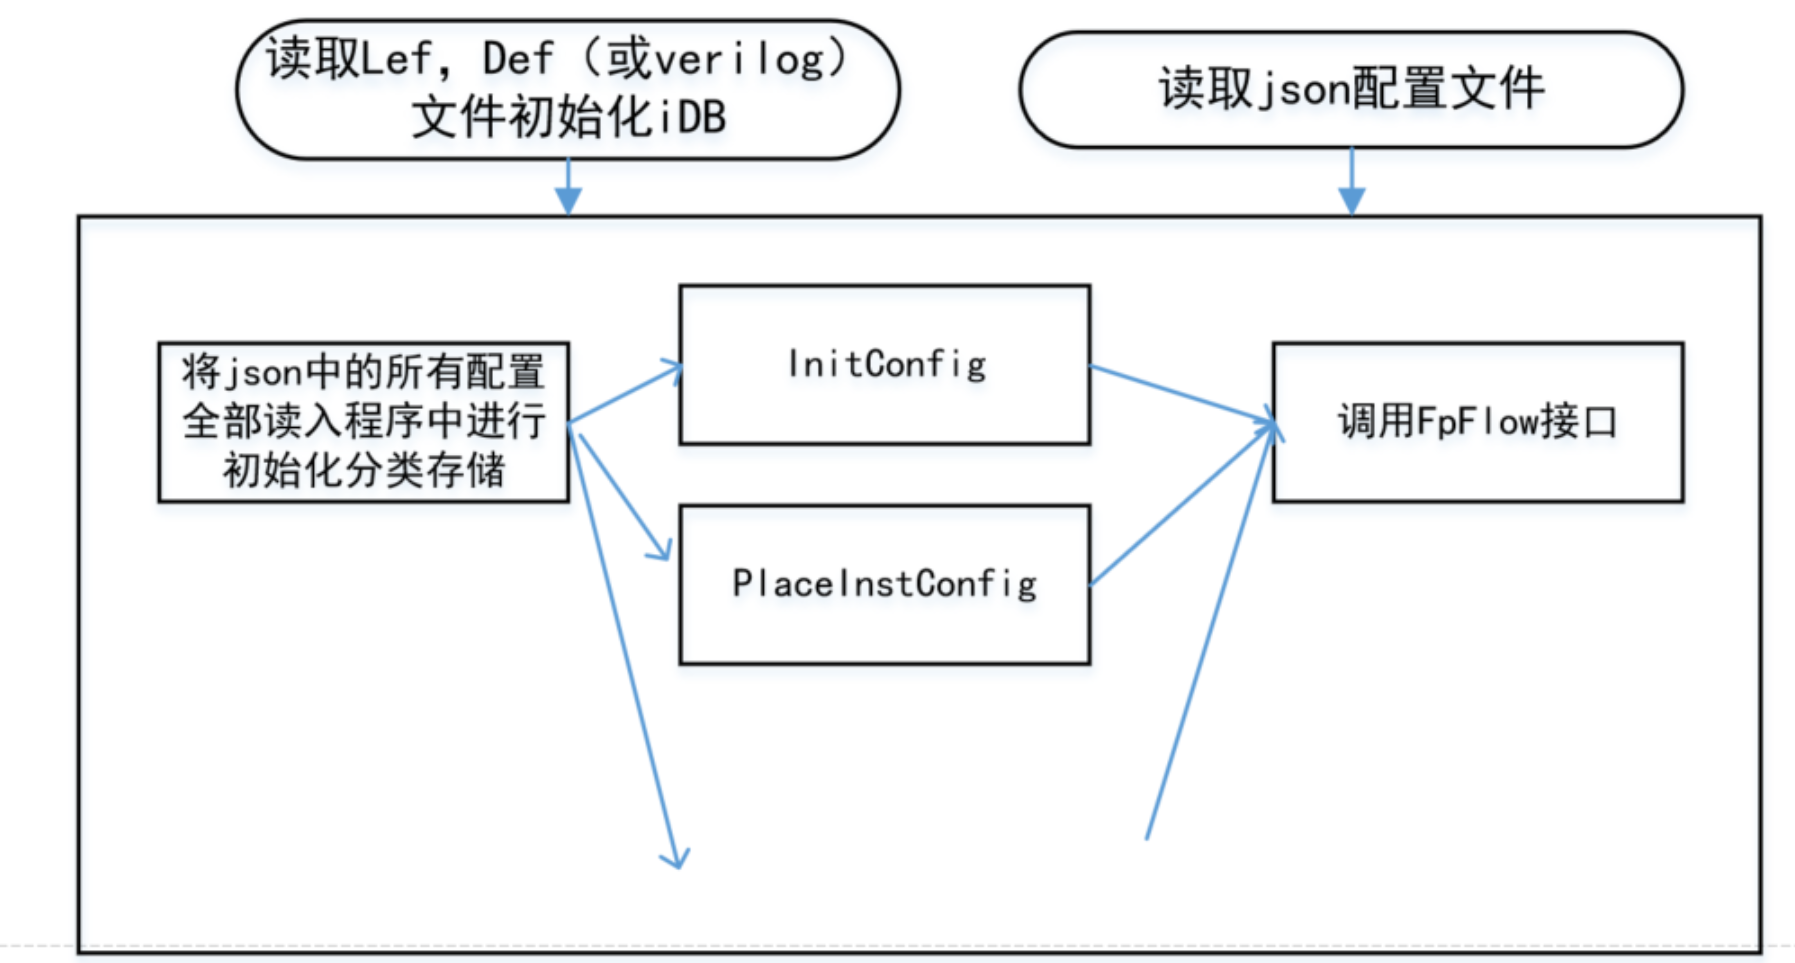 读取Lef，Def（或verilog）
文件初始化iDB
读取json配置文件
将json中的所有配置
全部读入程序中进行
初始化分类存储
InitConfig
PlaceInstConfig
调用FpFlow接口